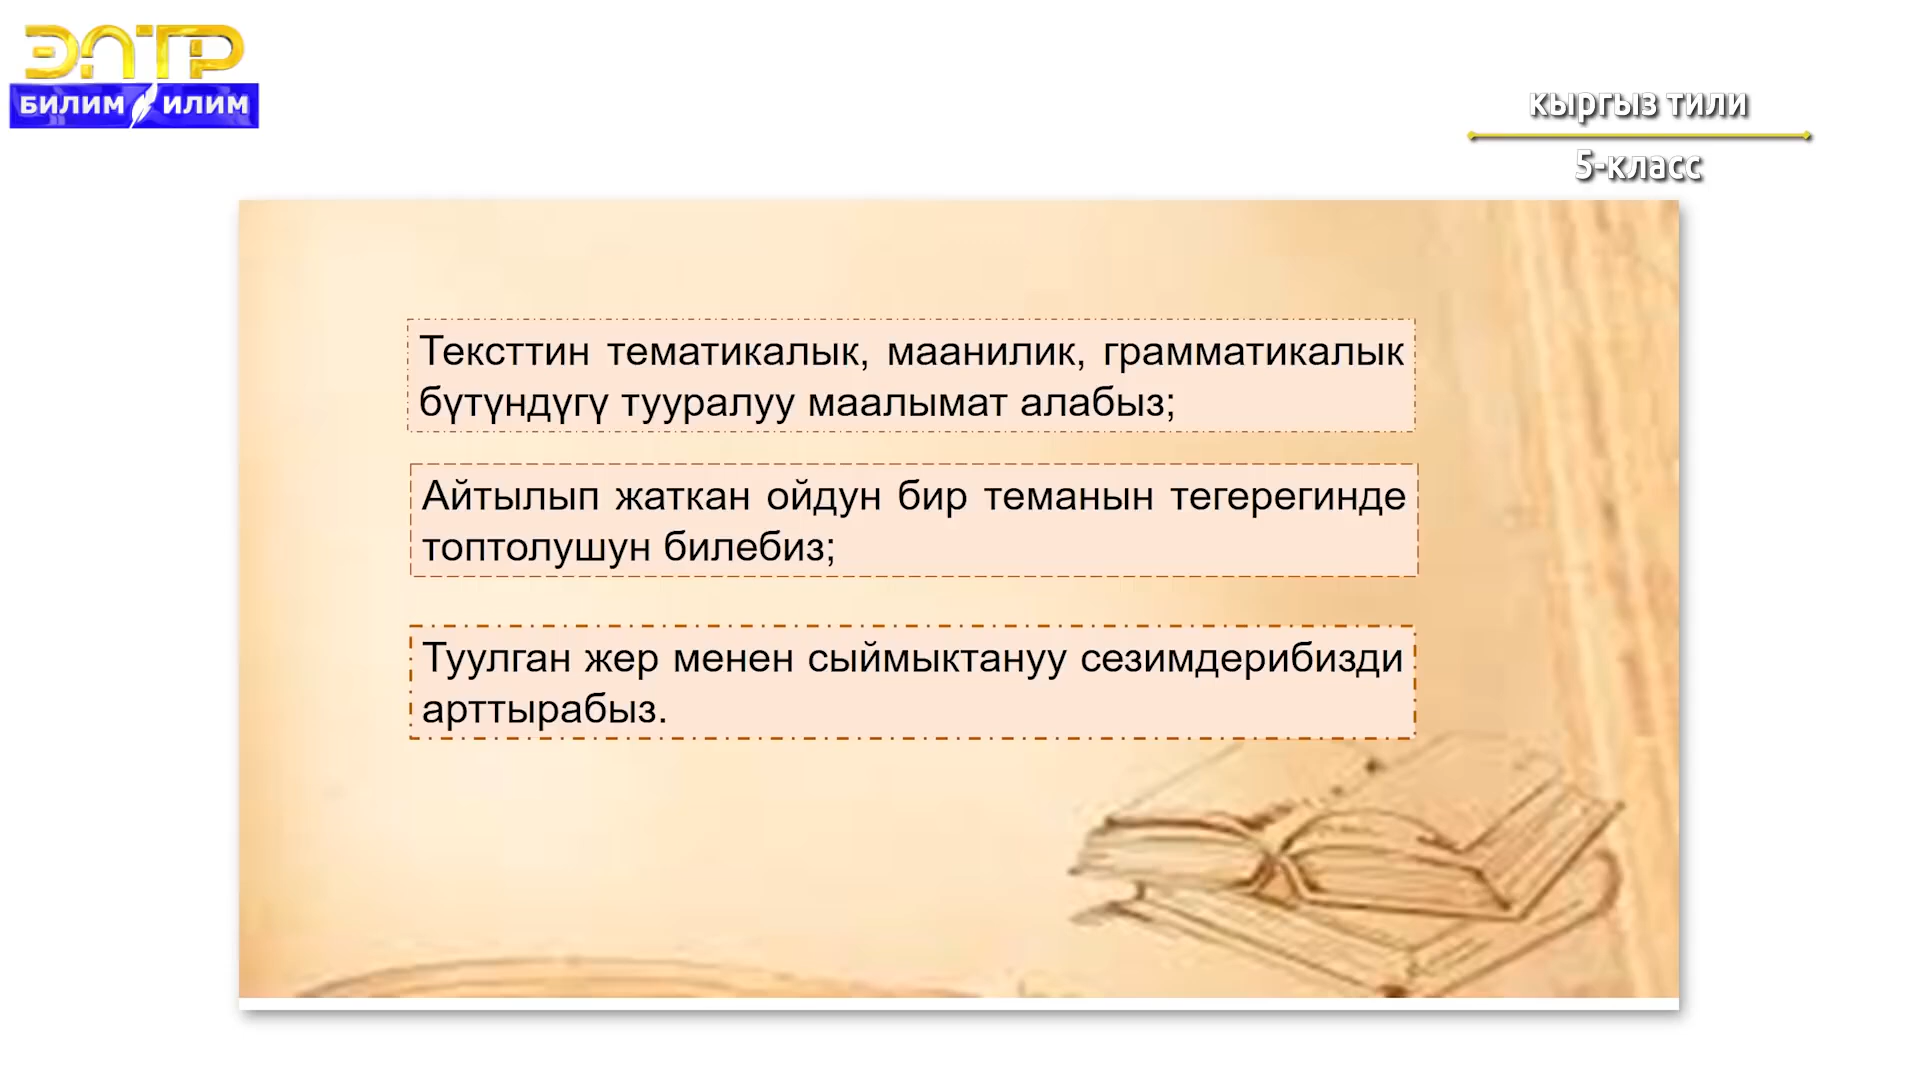 ЭЛТР
БИЛИМ ИЛИМ
кыргыз тили
5-класс
Тексттин тематикалык, маанилик, грамматикалык
бүтүндүгү тууралуу маалымат алабыз;
Айтылып жаткан ойдун бир теманын тегерегинде
топтолушун билебиз;
Туулган жер менен сыймыктануу сезимдерибизди
арттырабыз.